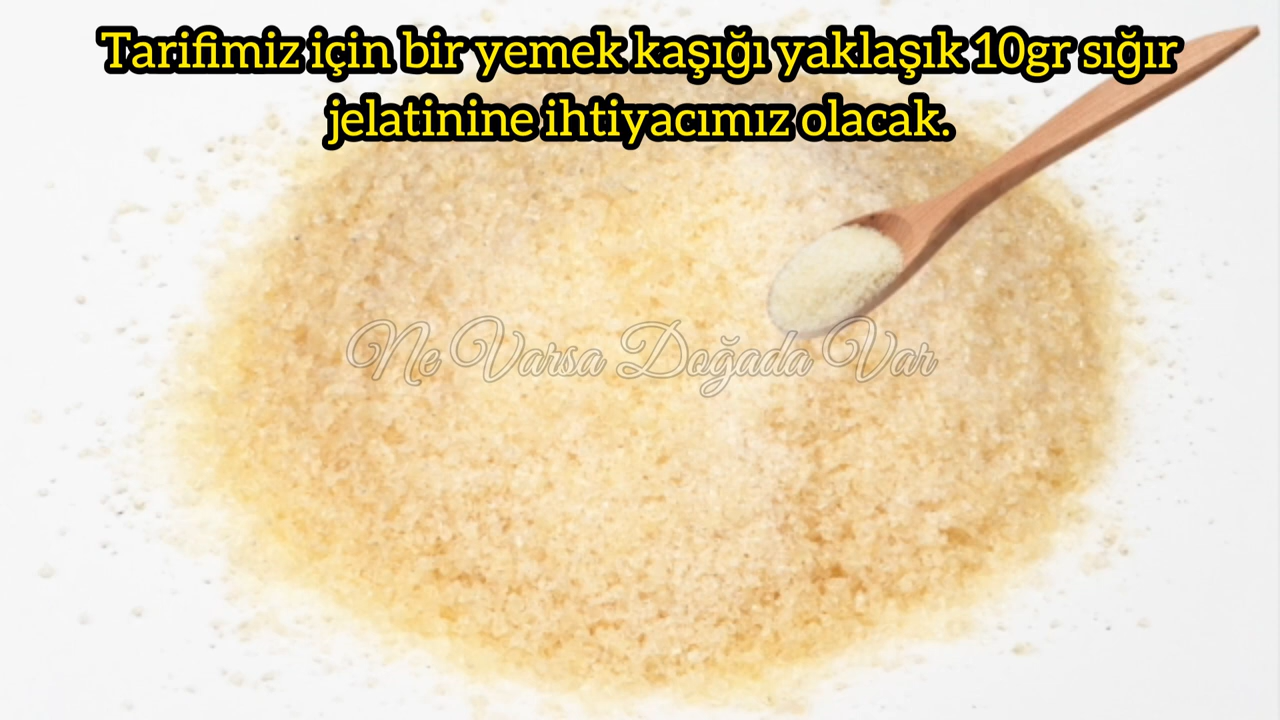 Tarifimiz için bir yemek kaşığı yaklaşık 10gr sığır
jelatinine ihtiyacımız olacak.
Ne Varsa Doğada Var